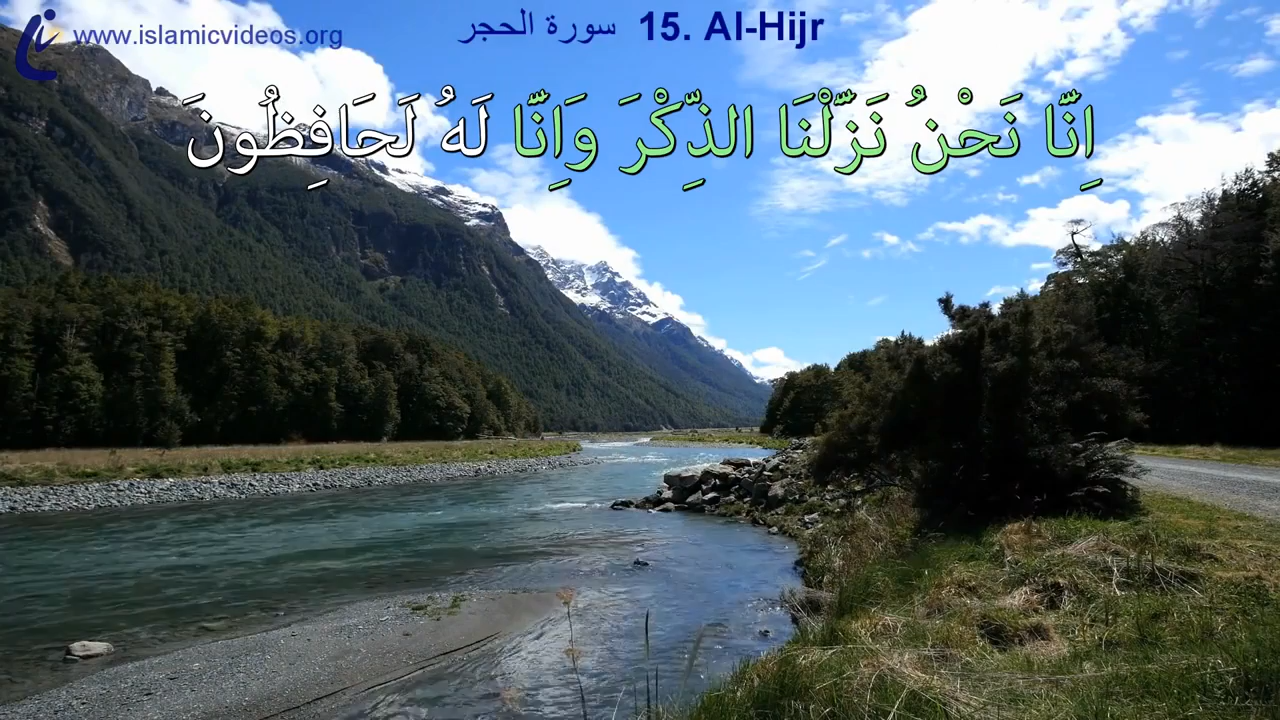 www.islamicvideos.org
سورة الحجر 15. Al-Hijr
اِنَّا نَحْنُ نَزَّلْنَا الذِّكْرَ وَاِنَّا لَهُ لَحَافِظُونَ